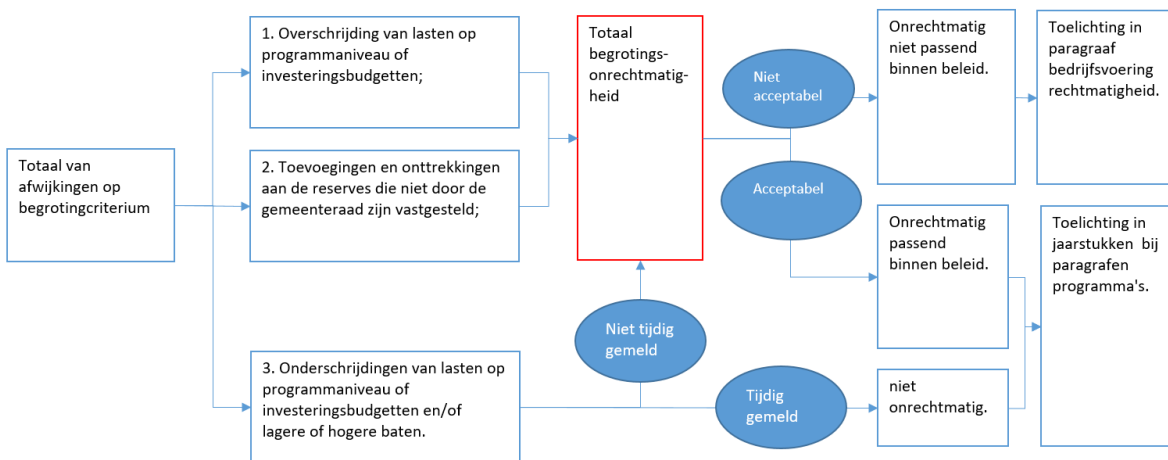 Totaal van
afwijkingen op
begrotingcriterium
1. Overschrijding van lasten op
programmaniveau of
investeringsbudgetten;
2. Toevoegingen en onttrekkingen
aan de reserves die niet door de
gemeenteraad zijn vastgesteld;
3. Onderschrijdingen van lasten op
programmaniveau of
investeringsbudgetten en/of
lagere of hogere baten.
Totaal
begrotings-
onrechtmatig-
heid
Niet tijdig
gemeld
Tijdig
gemeld
Niet
acceptabel
Acceptabel
Onrechtmatig
niet passend
binnen beleid.
Toelichting in
paragraaf
bedrijfsvoering
rechtmatigheid.
Onrechtmatig
passend
binnen beleid.
niet
onrechtmatig.
Toelichting in
jaarstukken bij
paragrafen
programma's.